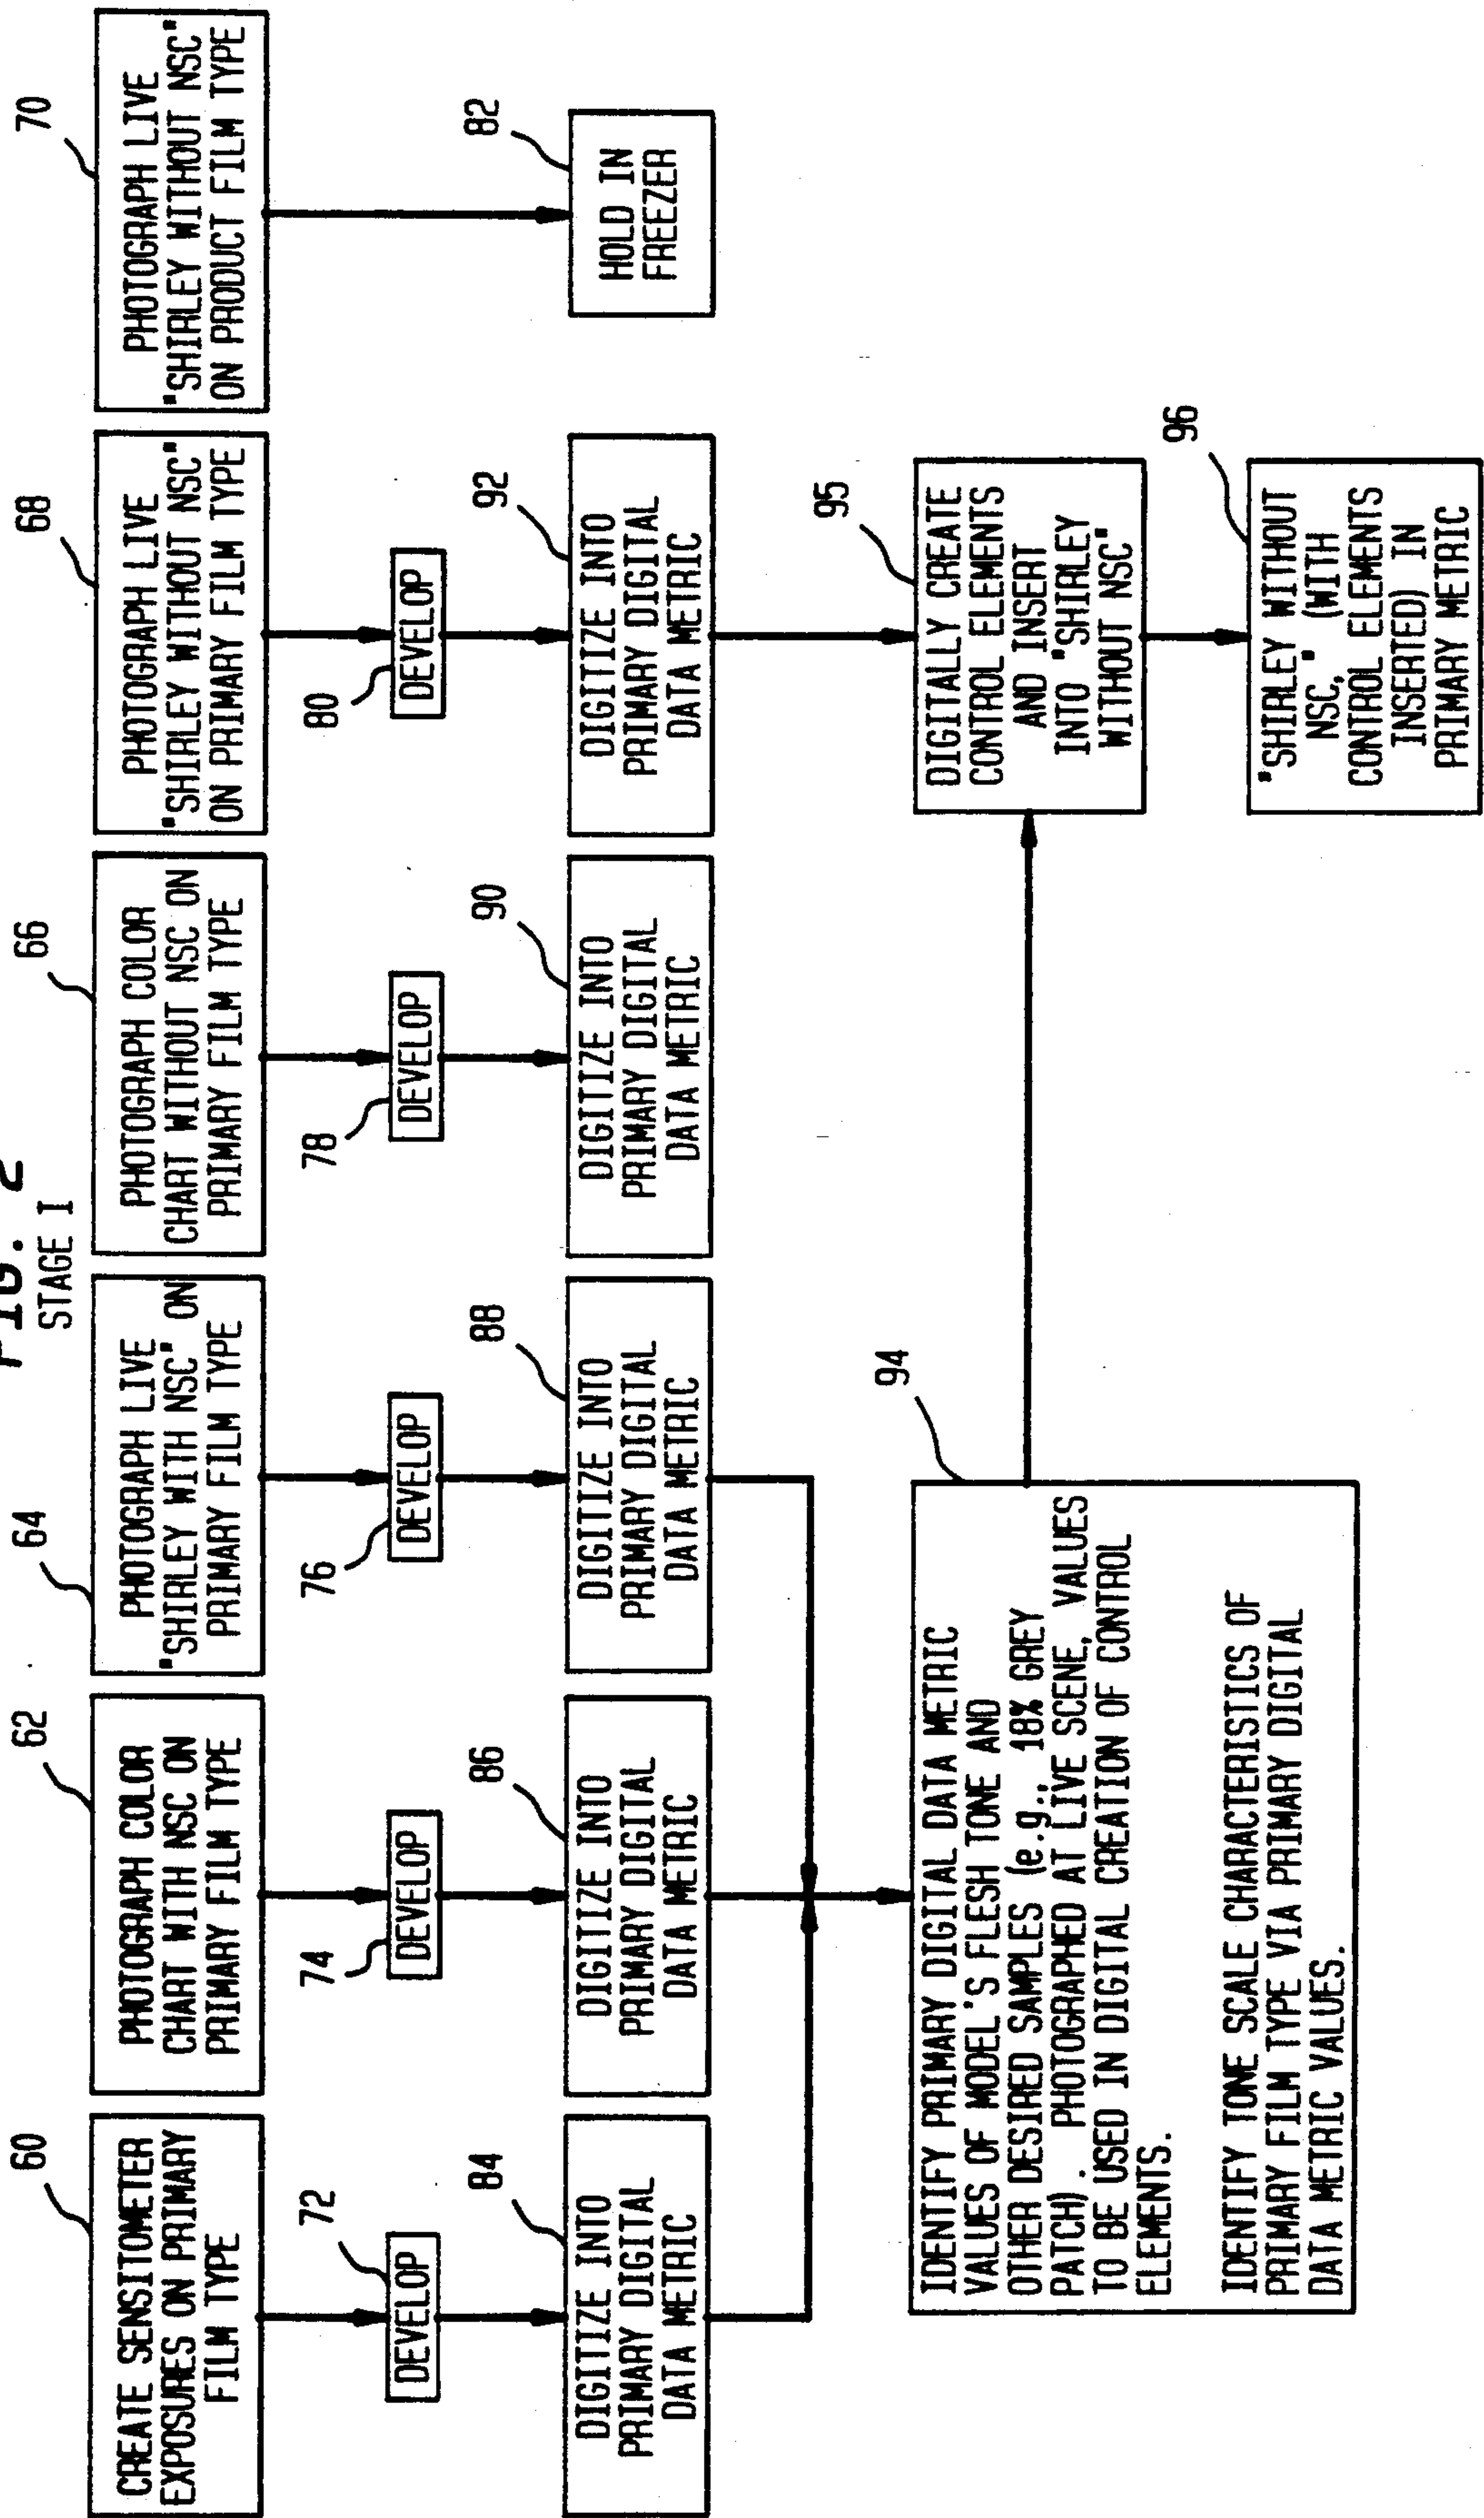 FIG. 2
STAGE I
60
CREATE SENSITOMETER
EXPOSURES ON PRIMARY
FILM TYPE
62
PHOTOGRAPH COLOR
CHART WITH NSC ON
PRIMARY FILM TYPE
64
PHOTOGRAPH LIVE
"SHIRLEY WITH NSC" ON
PRIMARY FILM TYPE
66
PHOTOGRAPH COLOR
CHART WITHOUT NSC ON
PRIMARY FILM TYPE
68
PHOTOGRAPH LIVE
"SHIRLEY WITHOUT NSC"
ON PRIMARY FILM TYPE
70
PHOTOGRAPH LIVE
"SHIRLEY WITHOUT NSC"
ON PRODUCT FILM TYPE
72
DEVELOP
74
DEVELOP
76
DEVELOP
78
DEVELOP
80
DEVELOP
84
DIGITIZE INTO
PRIMARY DIGITAL
DATA METRIC
86
DIGITIZE INTO
PRIMARY DIGITAL
DATA METRIC
88
DIGITIZE INTO
PRIMARY DIGITAL
DATA METRIC
90
DIGITIZE INTO
PRIMARY DIGITAL
DATA METRIC
92
DIGITIZE INTO
PRIMARY DIGITAL
DATA METRIC
82
HOLD IN
FREEZER
94
IDENTIFY PRIMARY DIGITAL DATA METRIC
VALUES OF MODEL'S FLESH TONE AND
OTHER DESIRED SAMPLES (e.g., 18% GREY
PATCH). PHOTOGRAPHED AT LIVE SCENE, VALUES
TO BE USED IN DIGITAL CREATION OF CONTROL
ELEMENTS.
IDENTIFY TONE SCALE CHARACTERISTICS OF
PRIMARY FILM TYPE VIA PRIMARY DIGITAL
DATA METRIC VALUES.
95
DIGITALLY CREATE
CONTROL ELEMENTS
AND INSERT
INTO "SHIRLEY
WITHOUT NSC"
96
"SHIRLEY WITHOUT
NSC," (WITH
CONTROL ELEMENTS
INSERTED) IN
PRIMARY METRIC